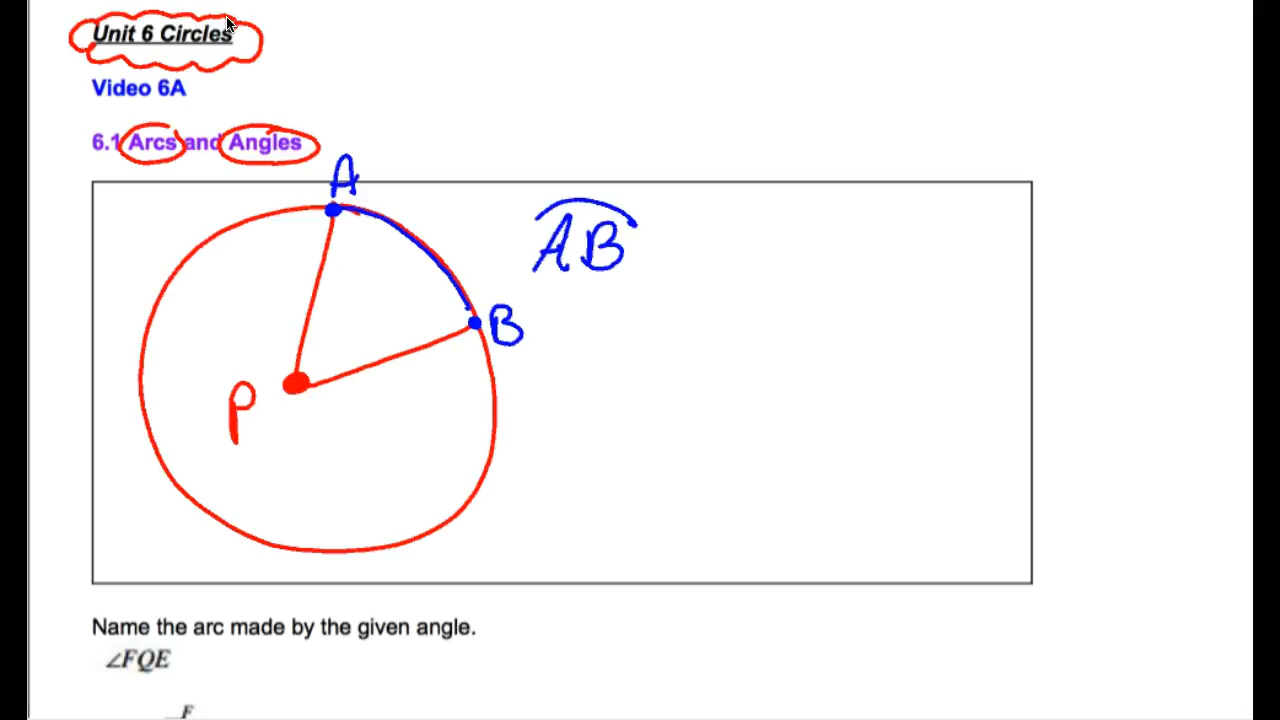 Unit 6 Circles
Video 6A
6.1 Arcs and Angles
A
AB
B
P
Name the arc made by the given angle.
∠FQE
F